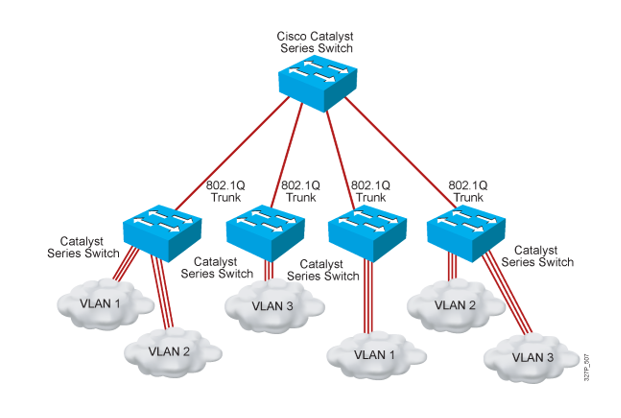 Cisco Catalyst
Series Switch
802.1Q
Trunk
802.1Q
Trunk
802.1Q
Trunk
802.1Q
Trunk
Catalyst
Series Switch
Catalyst
Series Switch
Catalyst
Series Switch
Catalyst
Series Switch
VLAN 1
VLAN 2
VLAN 3
VLAN 1
VLAN 2
VLAN 3
327P_507